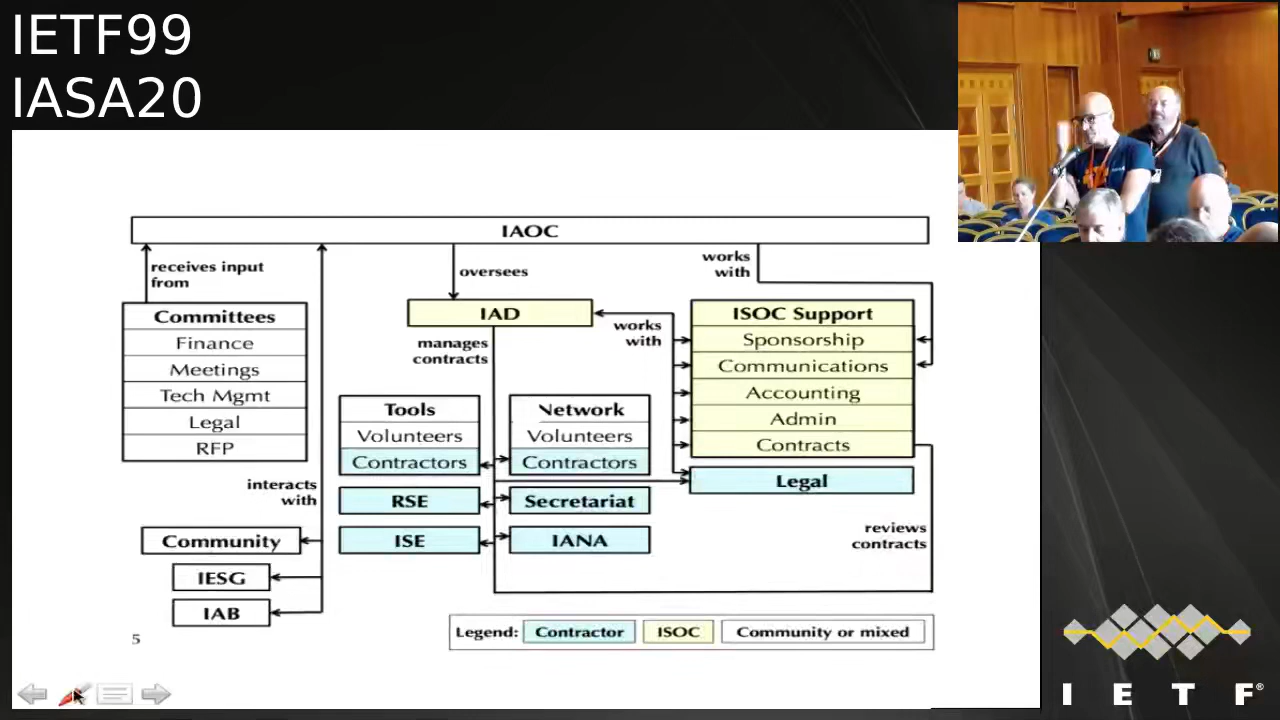 IETF99
IASA20
IAOC
receives input
from
oversees
works
with
Committees
Finance
Meetings
Tech Mgmt
Legal
RFP
IAD
manages
contracts
works
with
ISOC Support
Sponsorship
Communications
Accounting
Admin
Contracts
Tools
Volunteers
Contractors
Network
Volunteers
Contractors
Legal
RSE
Secretariat
ISE
IANA
interacts
with
Community
IESG
IAB
reviews
contracts
Legend: Contractor ISOC Community or mixed
5
IETF®